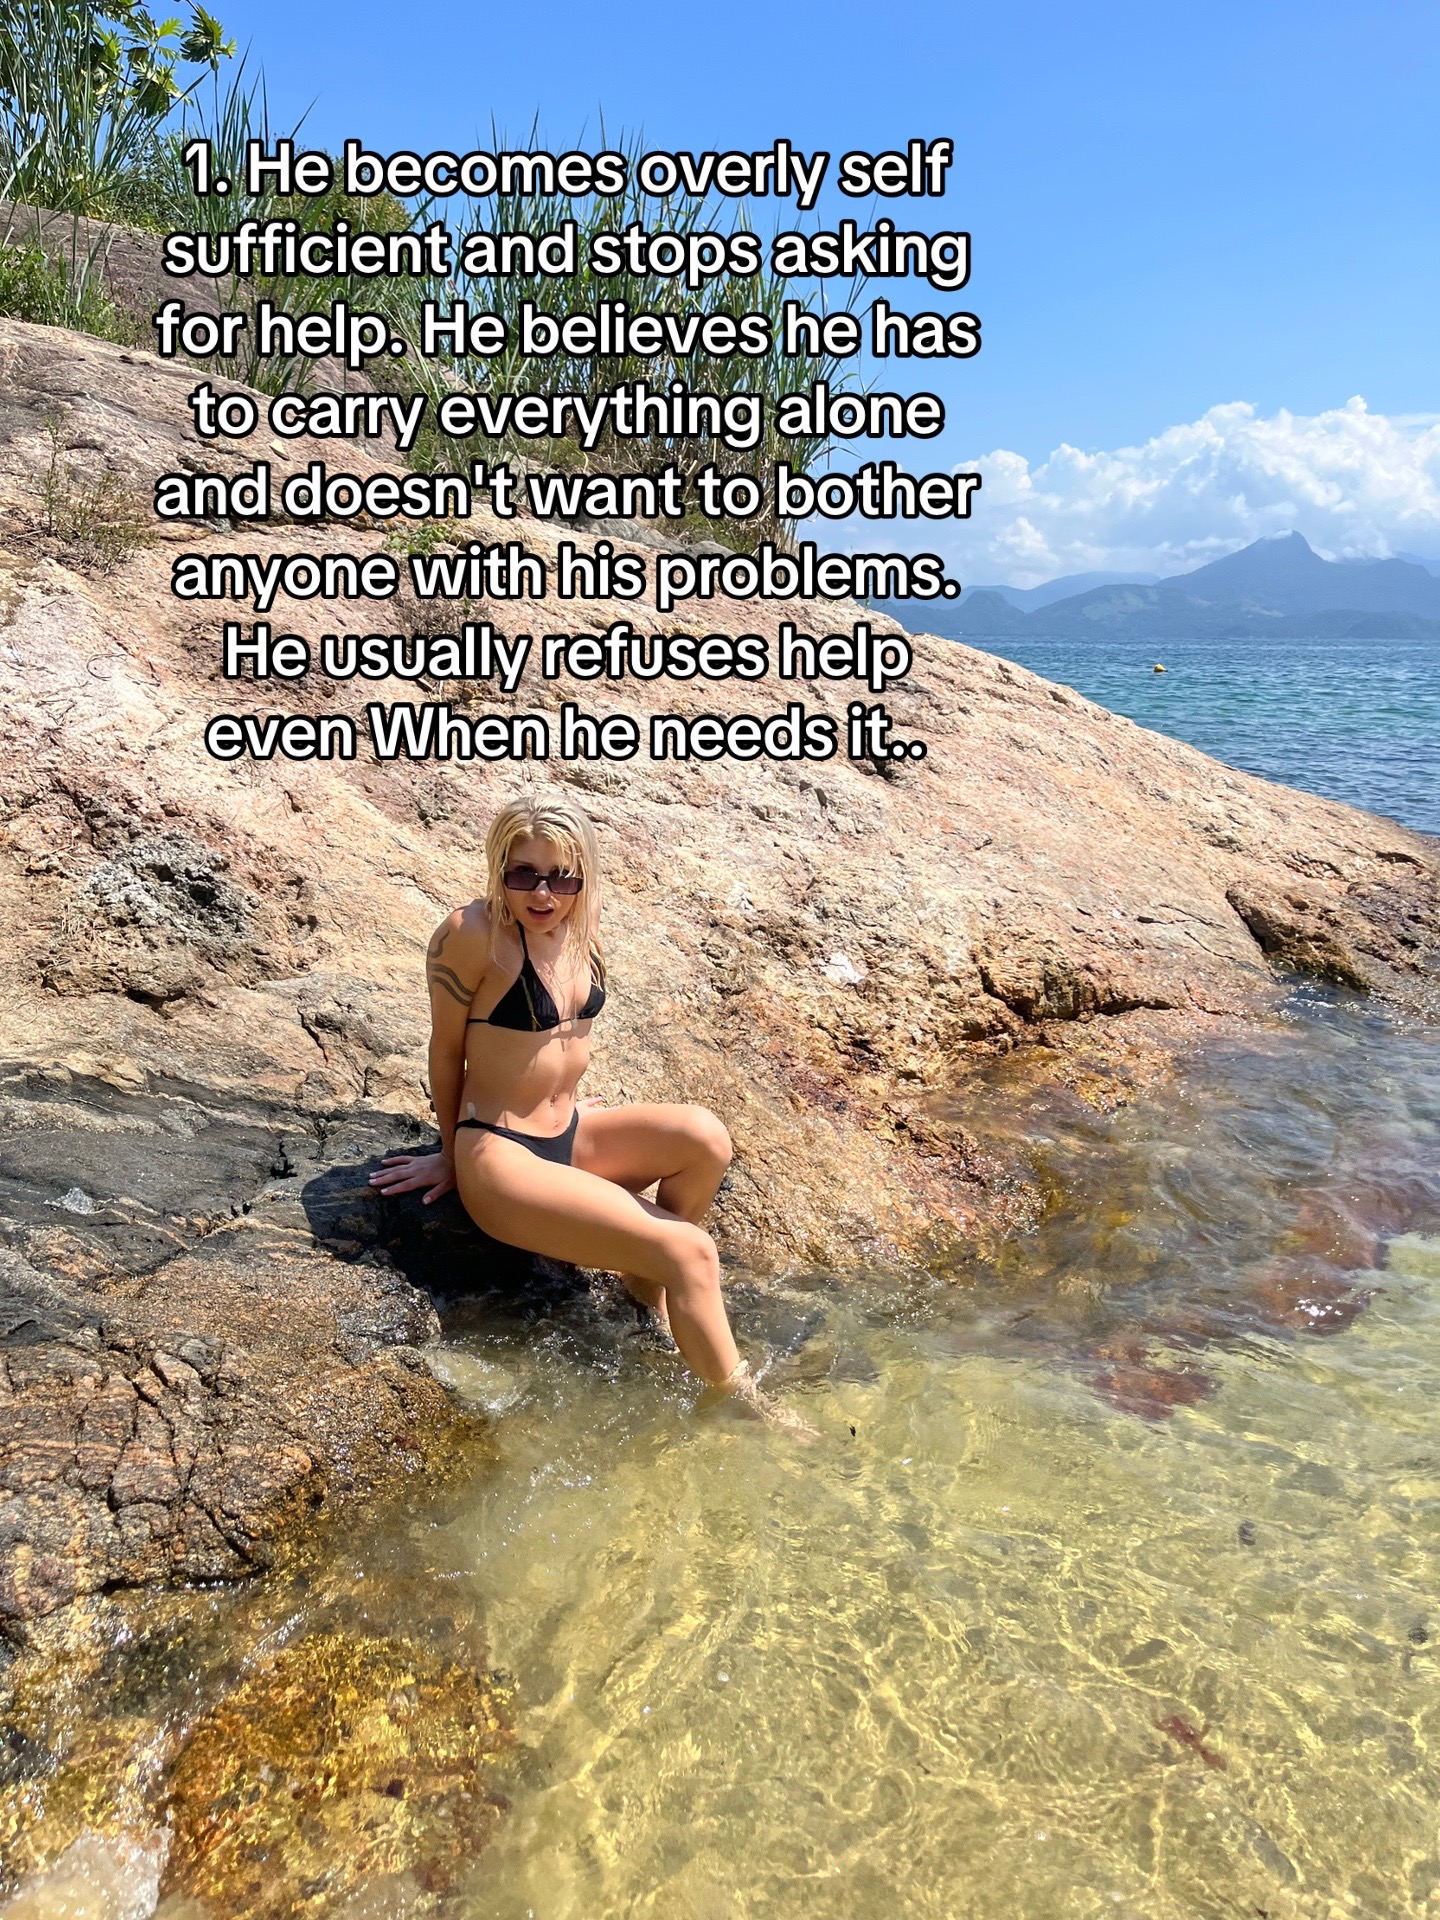 1. He becomes overly self
sufficient and stops asking
for help. He believes he has
to carry everything alone
and doesn't want to bother
anyone with his problems.
He usually refuses help
even When he needs it..